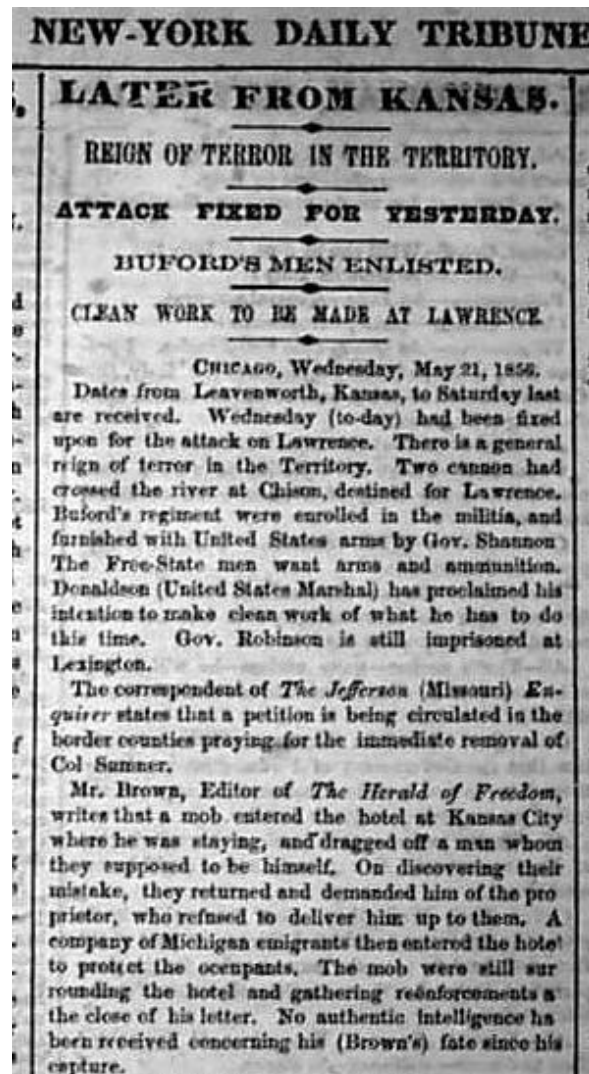 NEW-YORK DAILY TRIBUNE
LATER FROM KANSAS.
REIGN OF TERROR IN THE TERRITORY.
ATTACK FIXED FOR YESTERDAY.
BUFORD'S MEN ENLISTED.
CLEAN WORK TO BE MADE AT LAWRENCE
CHICAGO, Wednesday, May 21, 1856.
Dates from Leavenworth, Kansas, to Saturday last
are received. Wednesday (to-day) had been fixed
upon for the attack on Lawrence. There is a general
reign of terror in the Territory. Two cannon had
crossed the river at Chison, destined for Lawrence.
Buford's regiment were enrolled in the militia, and
furnished with United States arms by Gov. Shannon
The Free-State men want arms and ammunition.
Donaldson (United States Marshal) has proclaimed his
intention to make clean work of what he has to do
this time. Gov. Robinson is still imprisoned at
Lexington.
The correspondent of The Jefferson (Missouri) En-
quirer states that a petition is being circulated in the
border counties praying for the immediate removal of
Col Sumner.
Mr. Brown, Editor of The Herald of Freedom,
writes that a mob entered the hotel at Kansas City
where he was staying, and dragged off a man whom
they supposed to be himself. On discovering their
mistake, they returned and demanded him of the pro
prietor, who refused to deliver him up to them. A
company of Michigan emigrants then entered the hote
to protect the occupants. The mob were still sur
rounding the hotel and gathering reënforcements a
the close of his letter. No authentic intelligence ha
been received concerning his (Brown's) fate since his
capture.